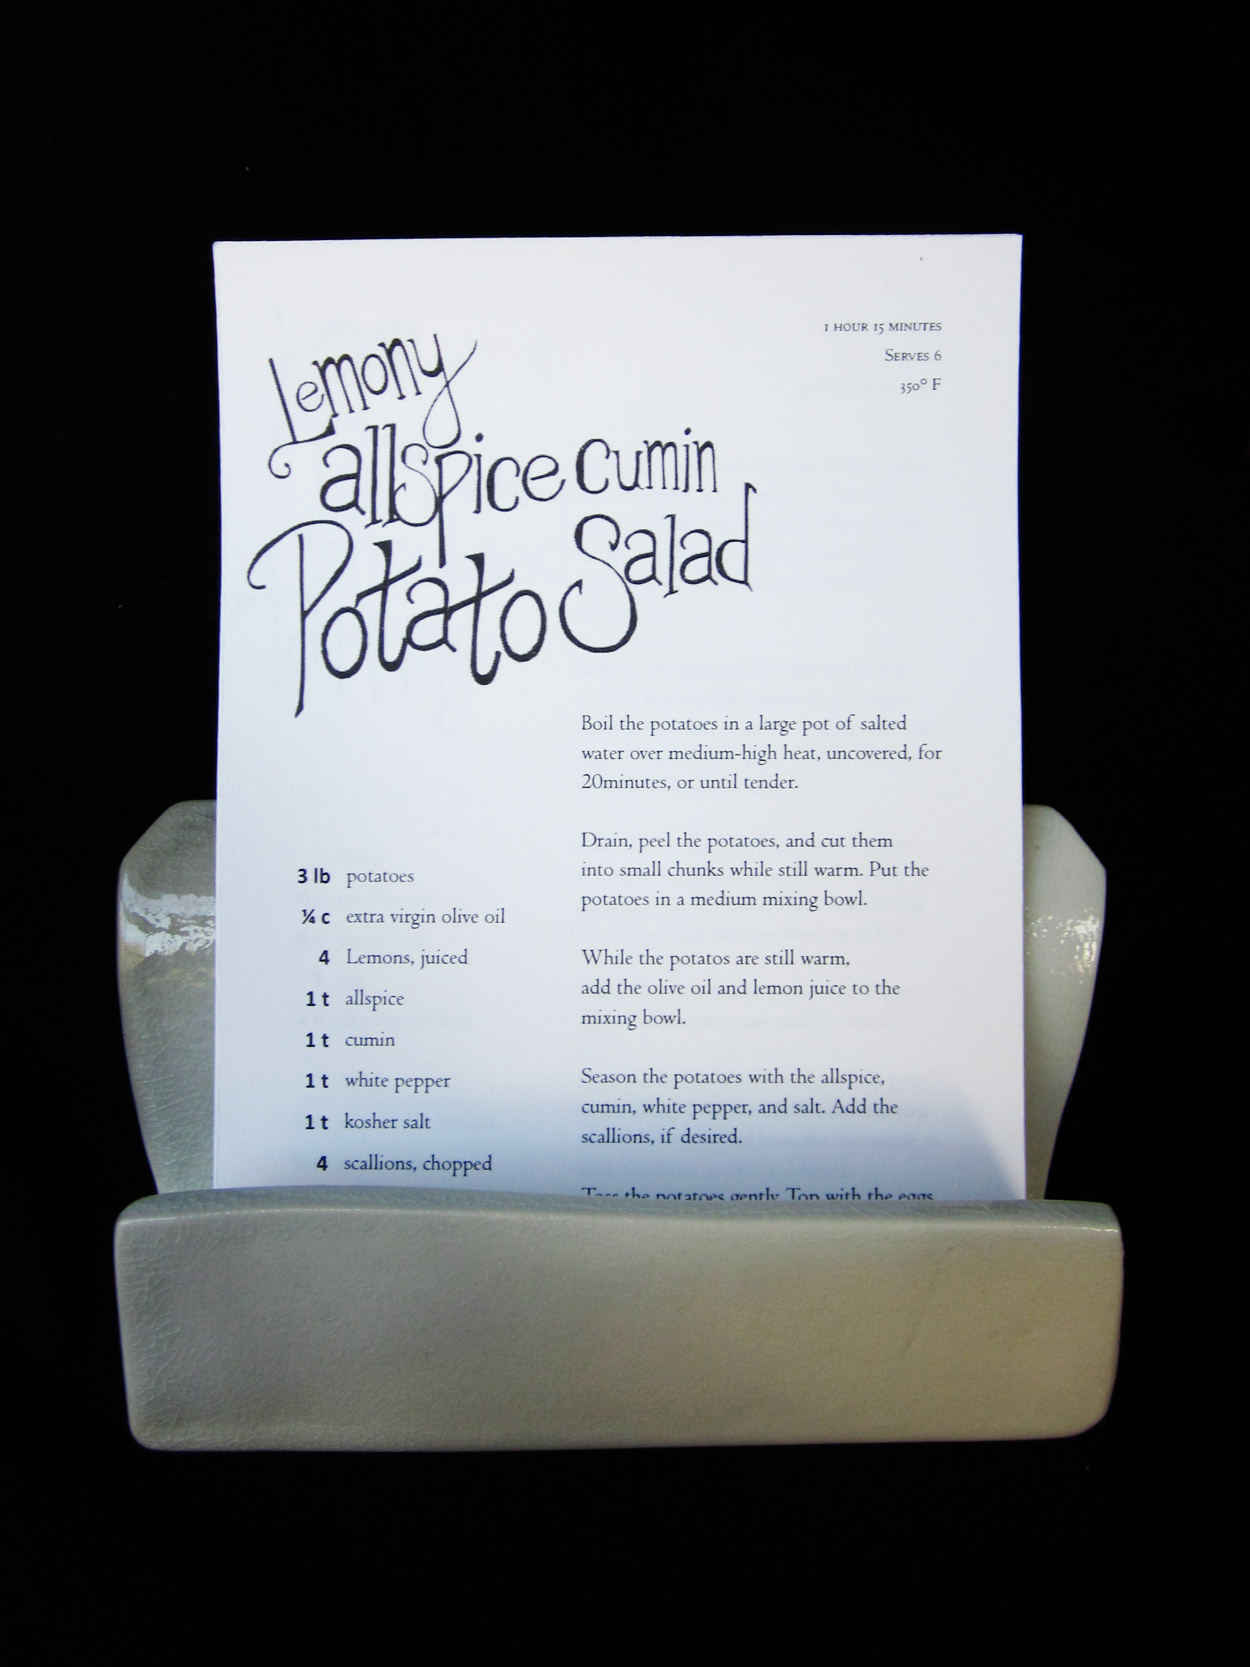 Lemony
allspice cumin
Potato Salad
1 HOUR 15 MINUTES
SERVES 6
350° F
3 lb potatoes
¼ c extra virgin olive oil
4 Lemons, juiced
1 t allspice
1 t cumin
1 t white pepper
1 t kosher salt
4 scallions, chopped
Boil the potatoes in a large pot of salted
water over medium-high heat, uncovered, for
20minutes, or until tender.
Drain, peel the potatoes, and cut them
into small chunks while still warm. Put the
potatoes in a medium mixing bowl.
While the potatos are still warm,
add the olive oil and lemon juice to the
mixing bowl.
Season the potatoes with the allspice,
cumin, white pepper, and salt. Add the
scallions, if desired.
Toss the potatoes gently. Top with the eggs